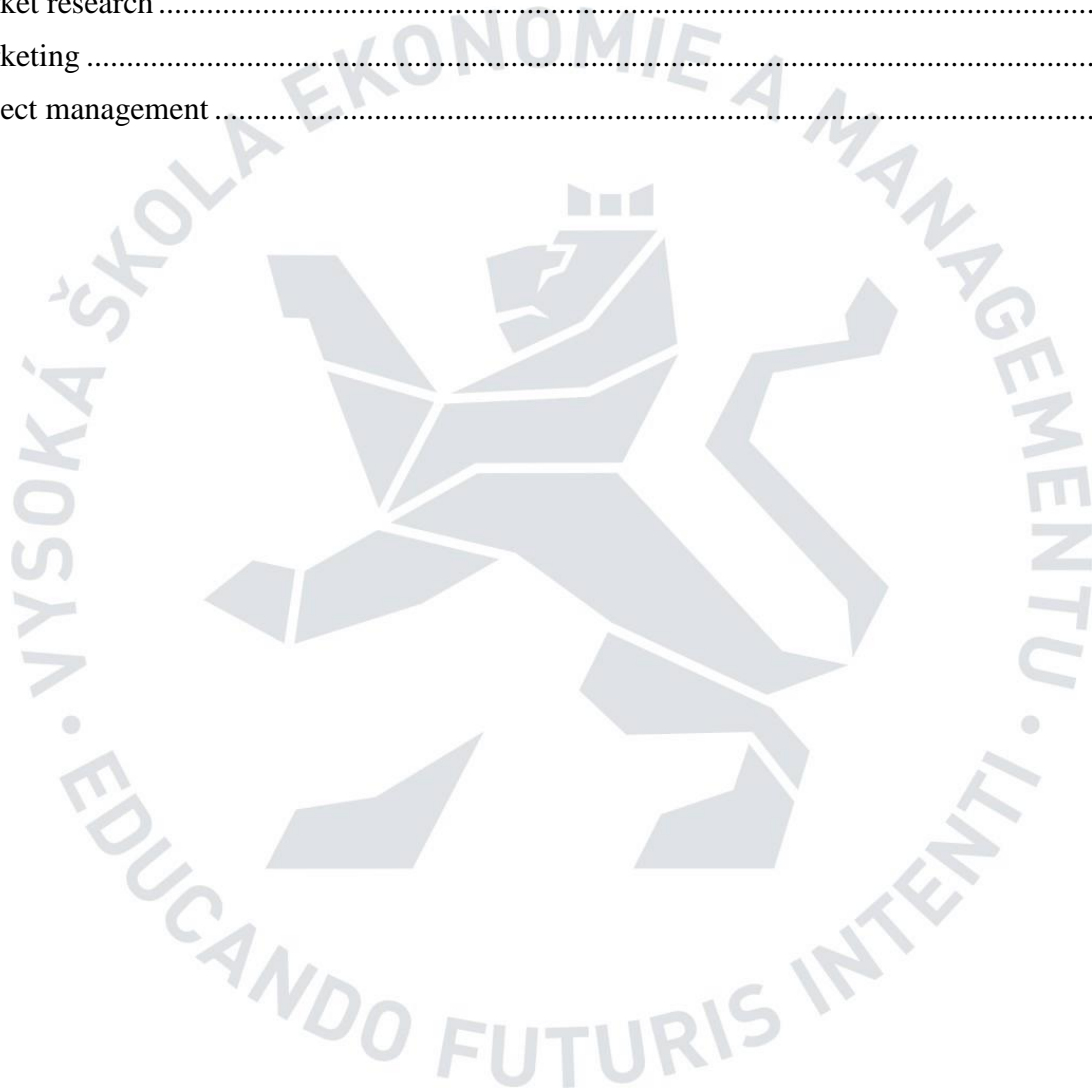 ket research ........................................................................................................................
keting ........................................................................................................................
ect management ........................................................................................................................
VYSOKÁ ŠKOLA EKONOMIE A MANAGEMENTU
• EDUCANDO FUTURIS INTENTI •